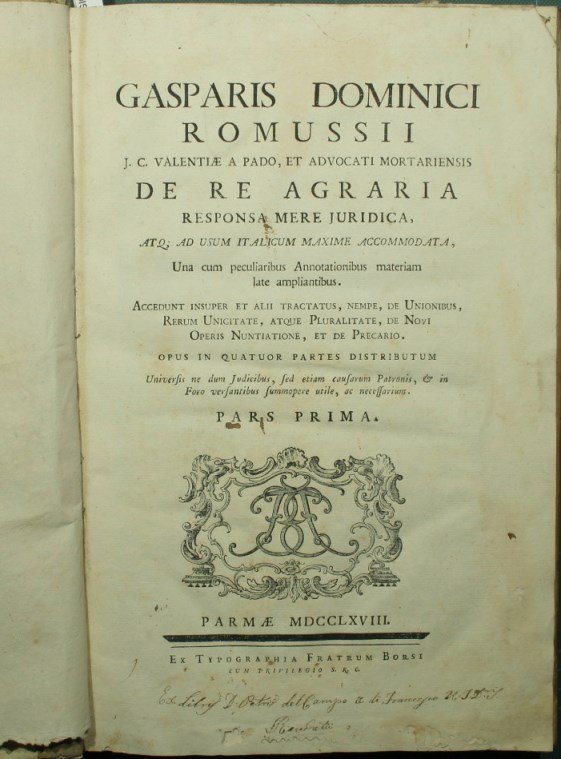 GASPARIS DOMINICI
ROMUSSII
J. C. VALENTIÆ A PADO, ET ADVOCATI MORTARIENSIS
DE RE AGRARIA
RESPONSA MERE JURIDICA,
ATQ; AD USUM ITALICUM MAXIME ACCOMMODATA,
Una cum peculiaribus Annotationibus materiam
late ampliantibus.
ACCEDUNT INSUPER ET ALII TRACTATUS, NEMPE, DE UNIONIBUS,
RERUM UNICITATE, ATQUE PLURALITATE, DE NOVI
OPERIS NUNTIATIONE, ET DE PRECARIO.
OPUS IN QUATUOR PARTES DISTRIBUTUM
Universis ne dum Judicibus, sed etiam causarum Patronis, & in
Foro versantibus summopere utile, ac necessarium.
PARS PRIMA.
PARMÆ MDCCLXVIII.
EX TYPOGRAPHIA FRATRUM BORSI
CUM PRIVILEGIO S. R. C.
Ex Libris D. del Campo